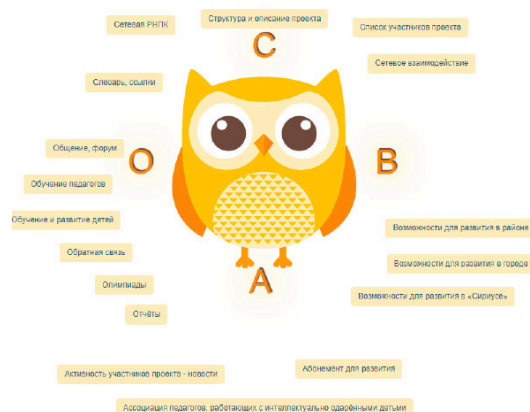 Сетевая РНПК
Структура и описание проекта
Список участников проекта
С
Сетевое взаимодействие
Словарь, ссылки
Общение, форум
О
В
Обучение педагогов
Обучение и развитие детей
Возможности для развития в районе
Обратная связь
Возможности для развития в городе
Олимпиады
А
Возможности для развития в «Сириусе»
Отчёты
Абонемент для развития
Активность участников проекта - новости
Ассоциация педагогов, работающих с интеллектуально одарёнными детьми